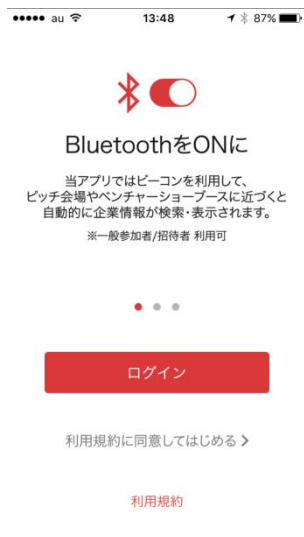 au 13:48 87%
BluetoothをONに
当アプリではビーコンを利用して、
ピッチ会場やベンチャーショーブースに近づくと
自動的に企業情報が検索・表示されます。
※一般参加者/招待者 利用可
ログイン
利用規約に同意してはじめる >
利用規約